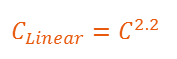 C_Linear = C^2.2